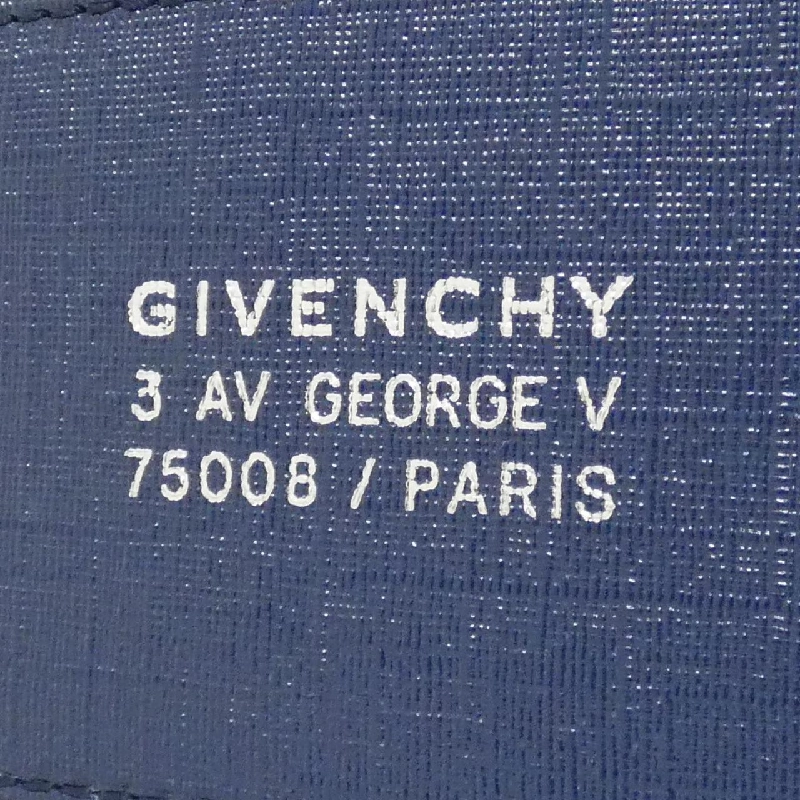 GIVENCHY
3 AV GEORGE V
75008 / PARIS